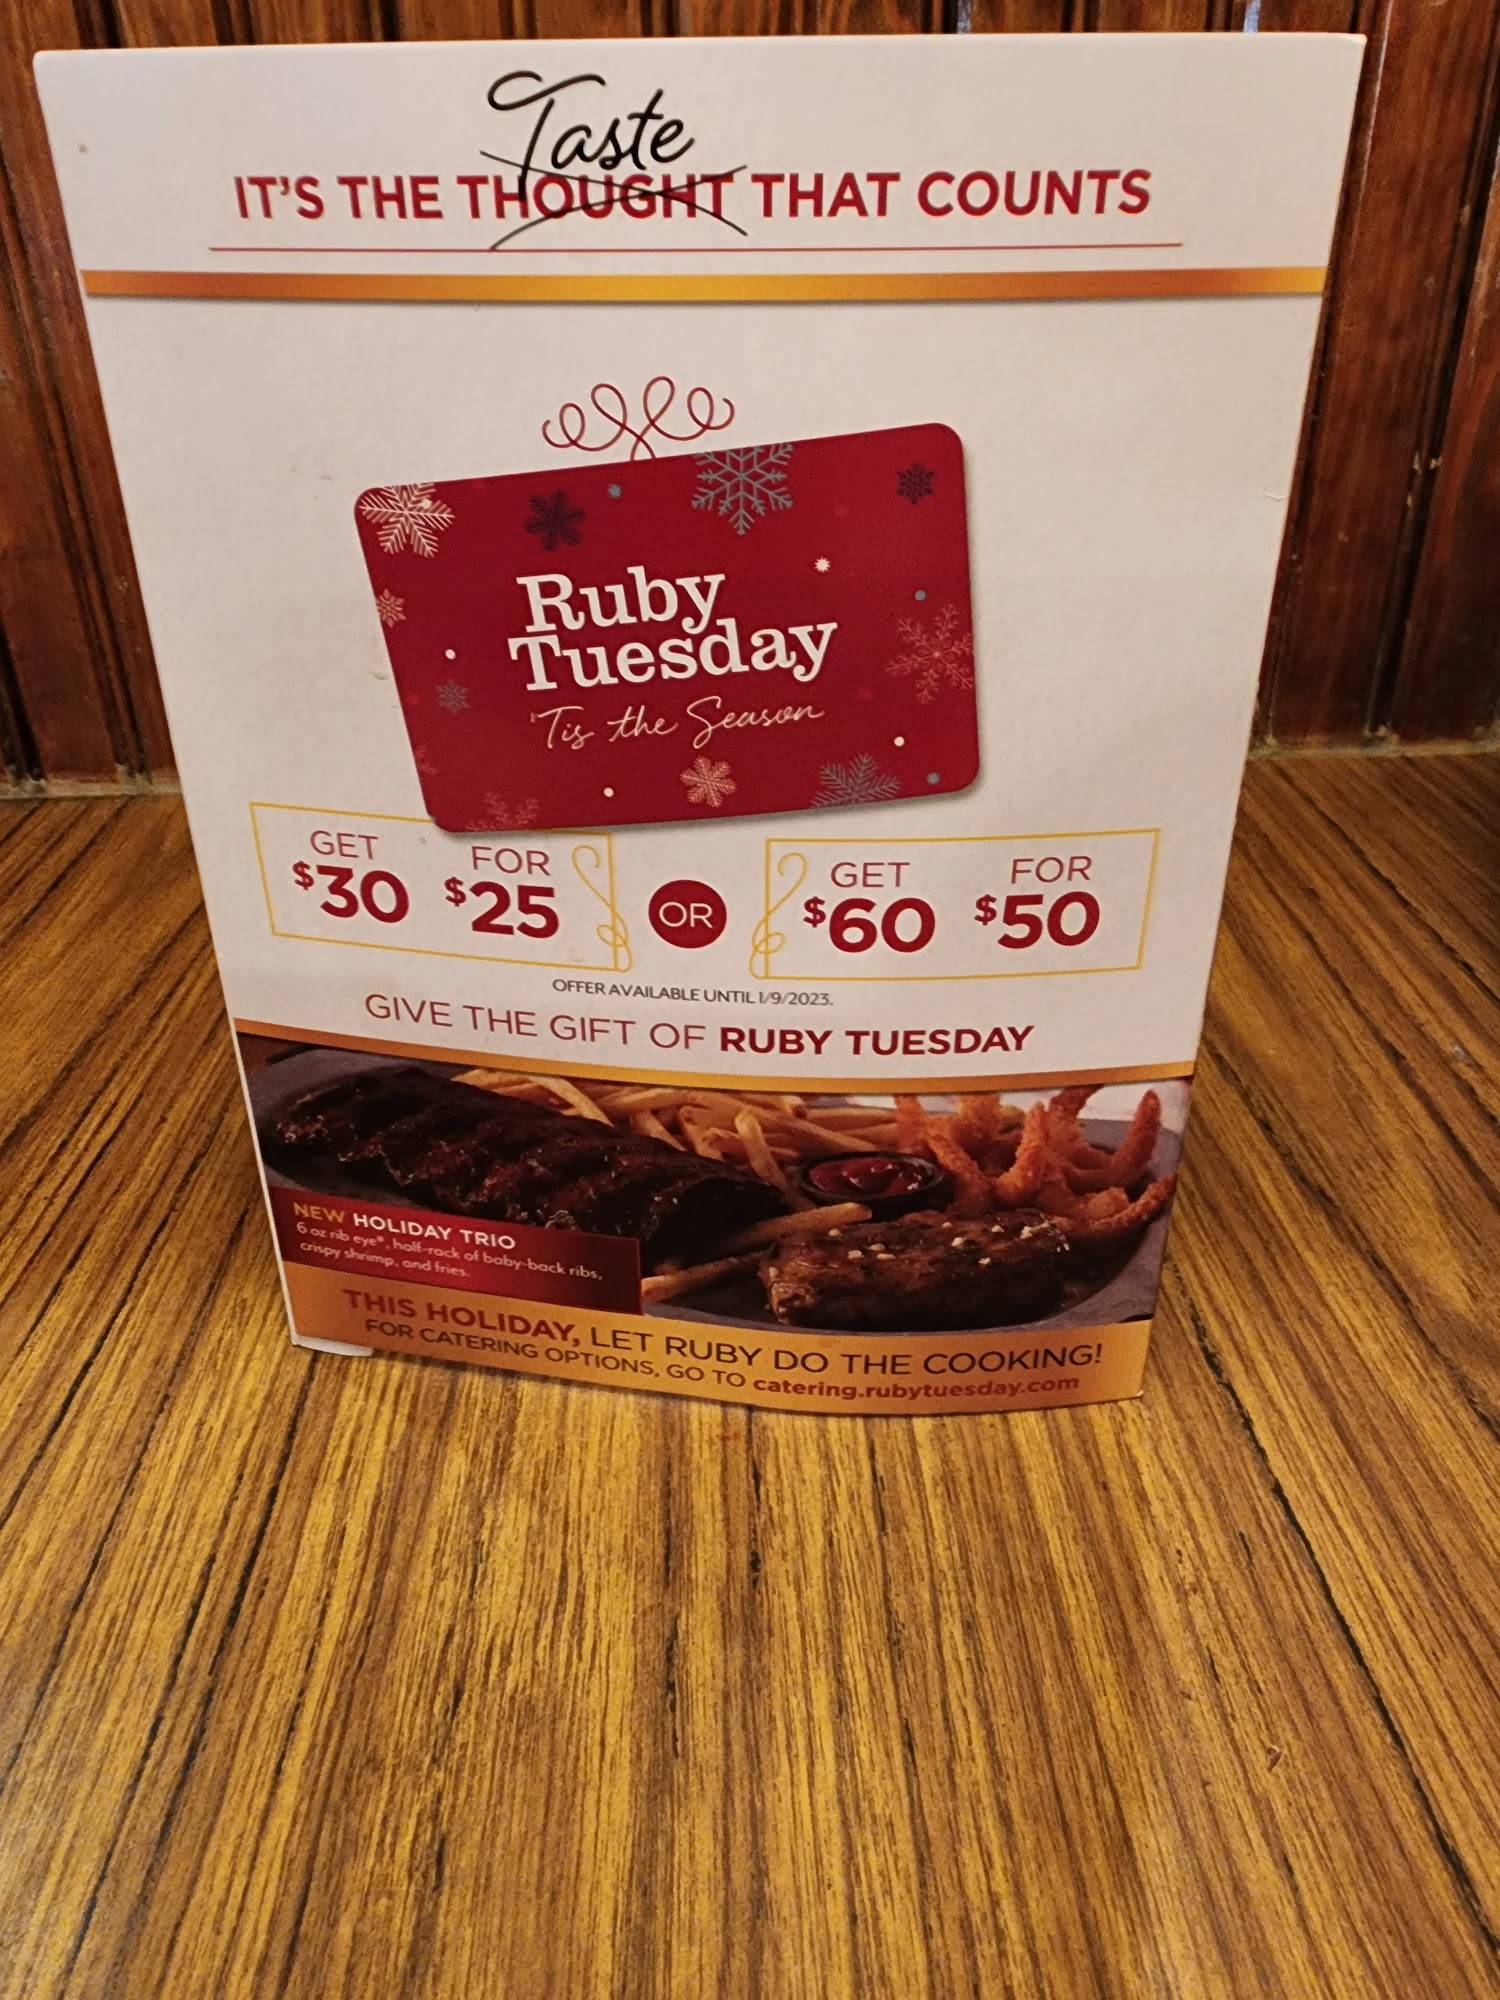 Taste
IT'S THE THOUGHT THAT COUNTS
Ruby
Tuesday
'Tis the Season
GET FOR
$30 $25
OR
GET FOR
$60 $50
OFFER AVAILABLE UNTIL 1/9/2023.
GIVE THE GIFT OF RUBY TUESDAY
NEW HOLIDAY TRIO
6 oz rib eye*, half-rack of baby-back ribs,
crispy shrimp, and fries.
THIS HOLIDAY, LET RUBY DO THE COOKING!
FOR CATERING OPTIONS, GO TO catering.rubytuesday.com